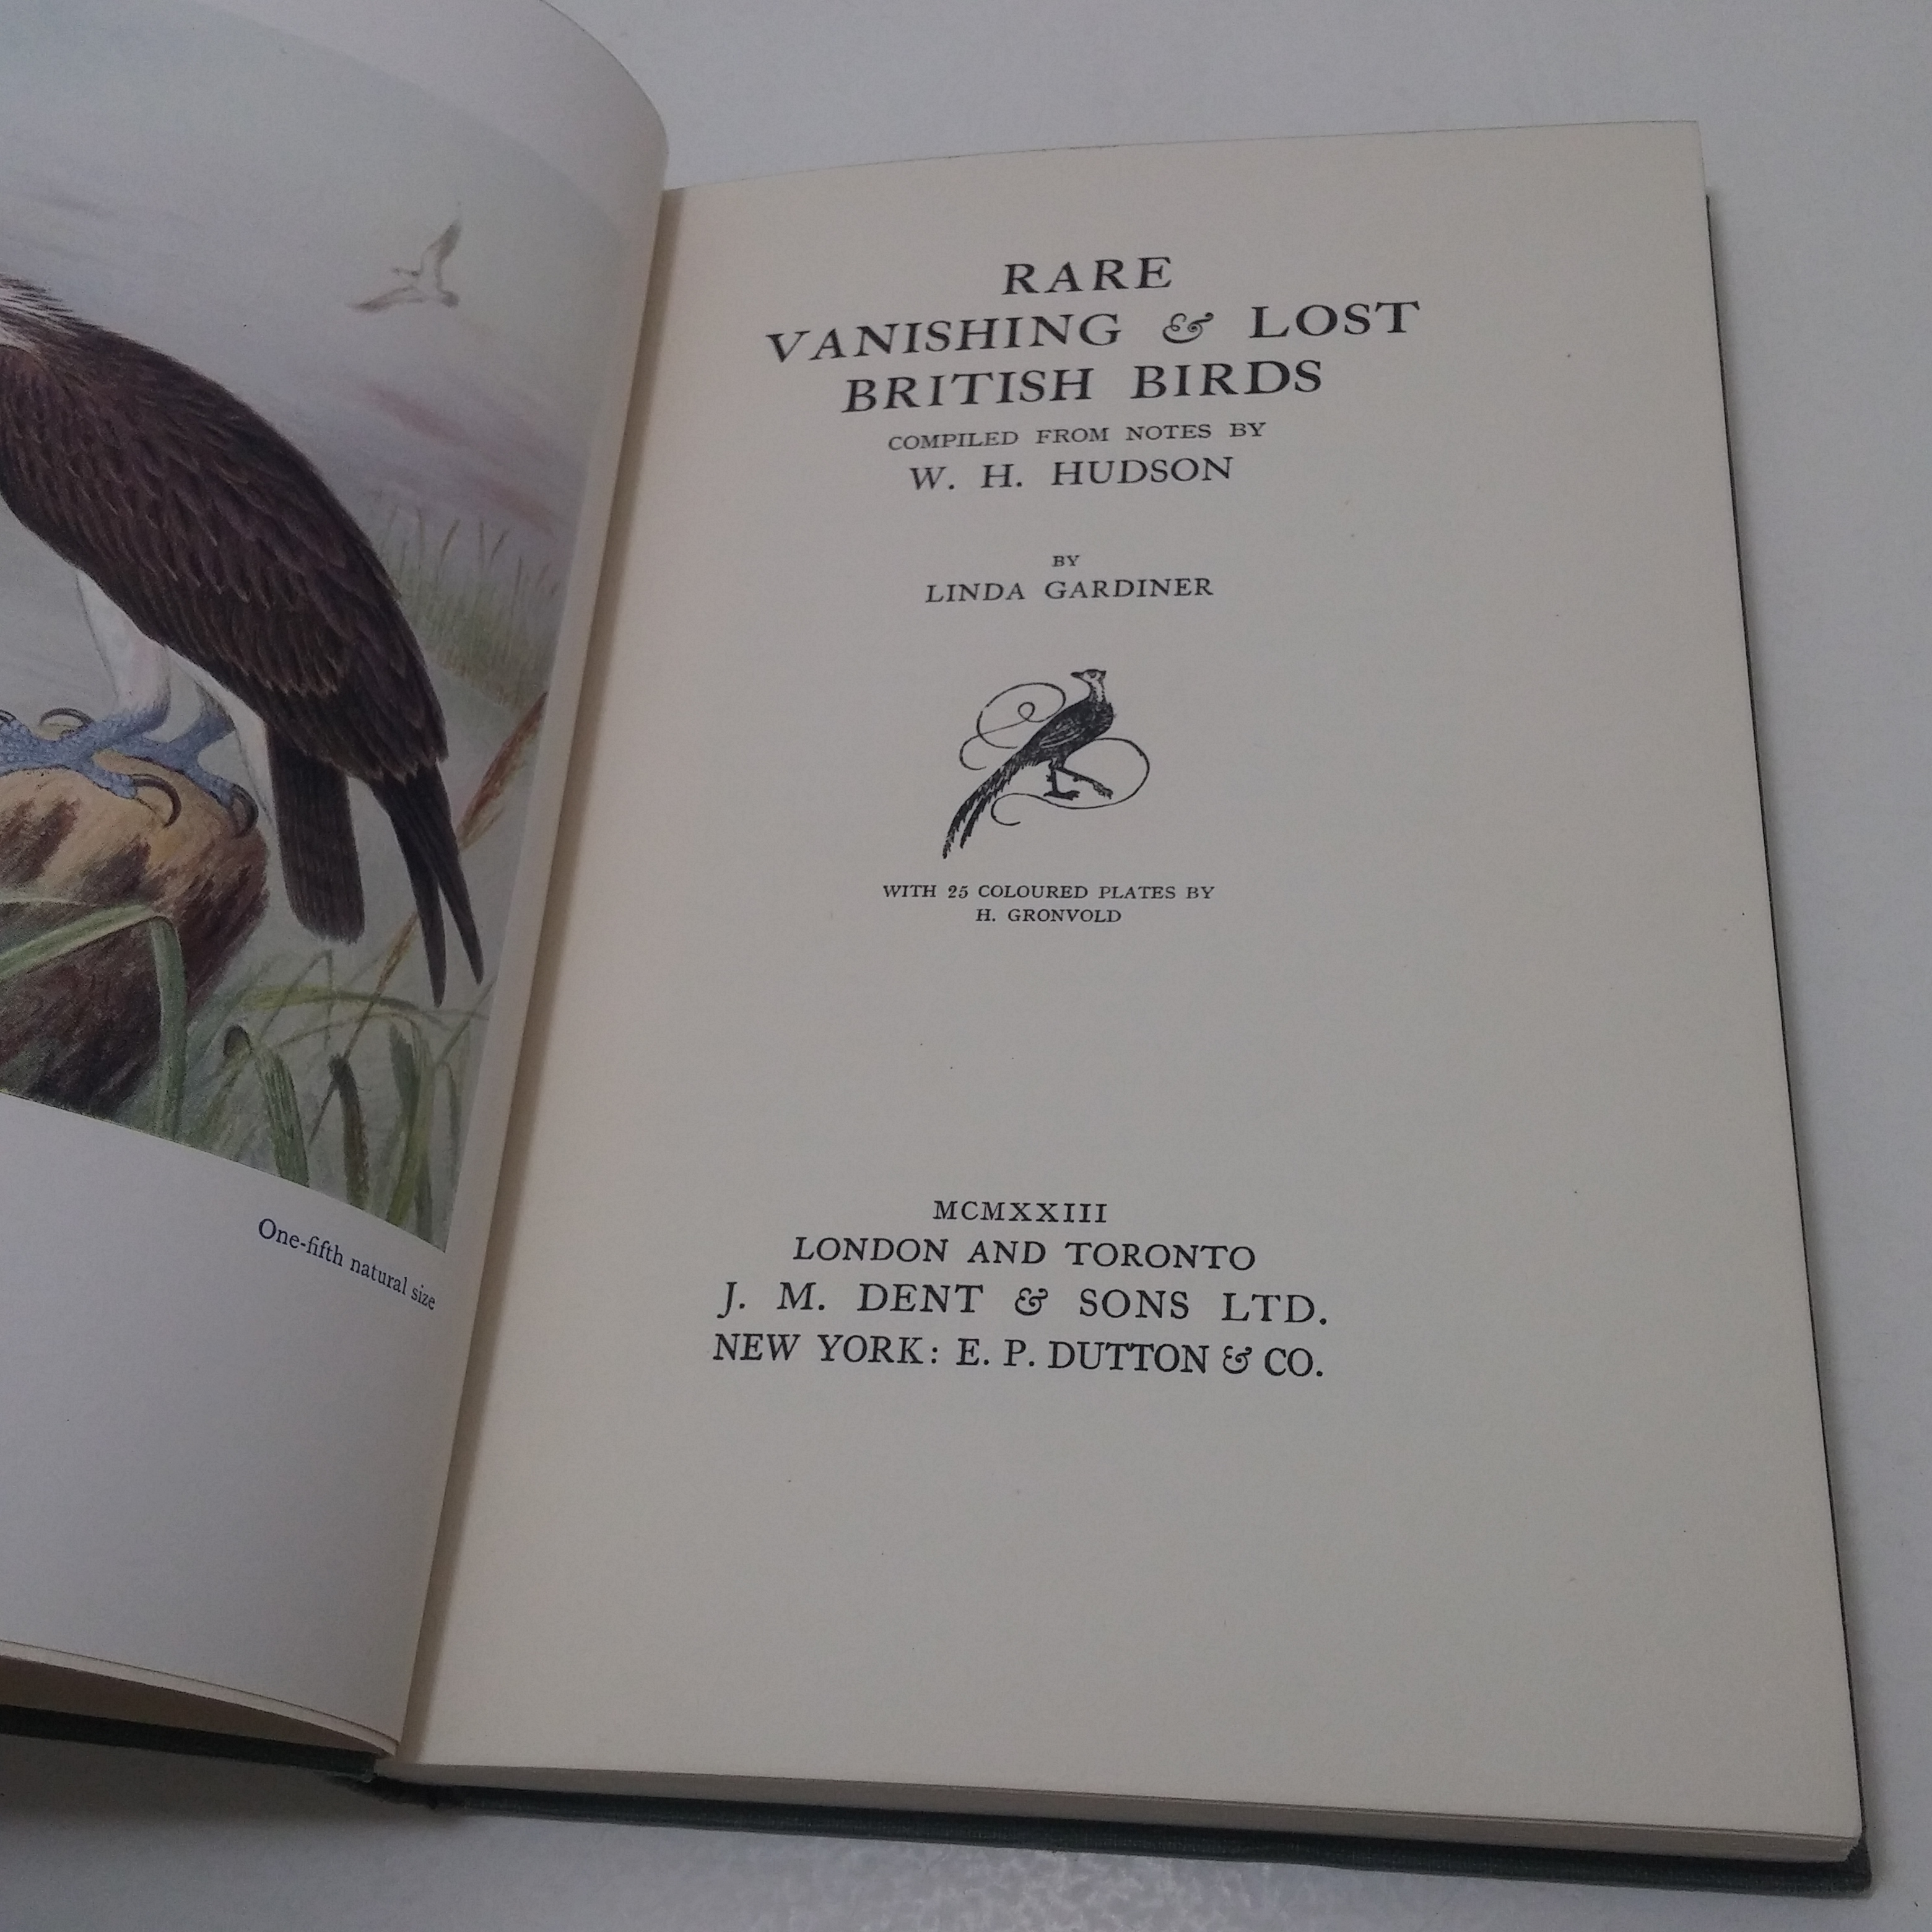 One-fifth natural size
RARE
VANISHING & LOST
BRITISH BIRDS
COMPILED FROM NOTES BY
W. H. HUDSON
BY
LINDA GARDINER
WITH 25 COLOURED PLATES BY
H. GRONVOLD
MCMXXIII
LONDON AND TORONTO
J. M. DENT & SONS LTD.
NEW YORK: E. P. DUTTON & CO.